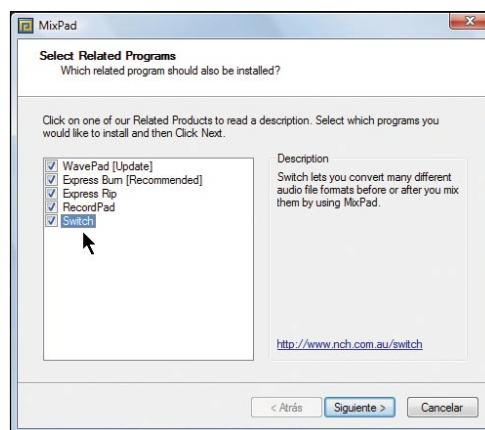 MixPad
Select Related Programs
Which related program should also be installed?
Click on one of our Related Products to read a description. Select which programs you
would like to install and then Click Next.
WavePad [Update]
Express Burn [Recommended]
Express Rip
RecordPad
Switch
Description
Switch lets you convert many different
audio file formats before or after you mix
them by using MixPad.
http://www.nch.com.au/switch
< Atrás
Siguiente >
Cancelar